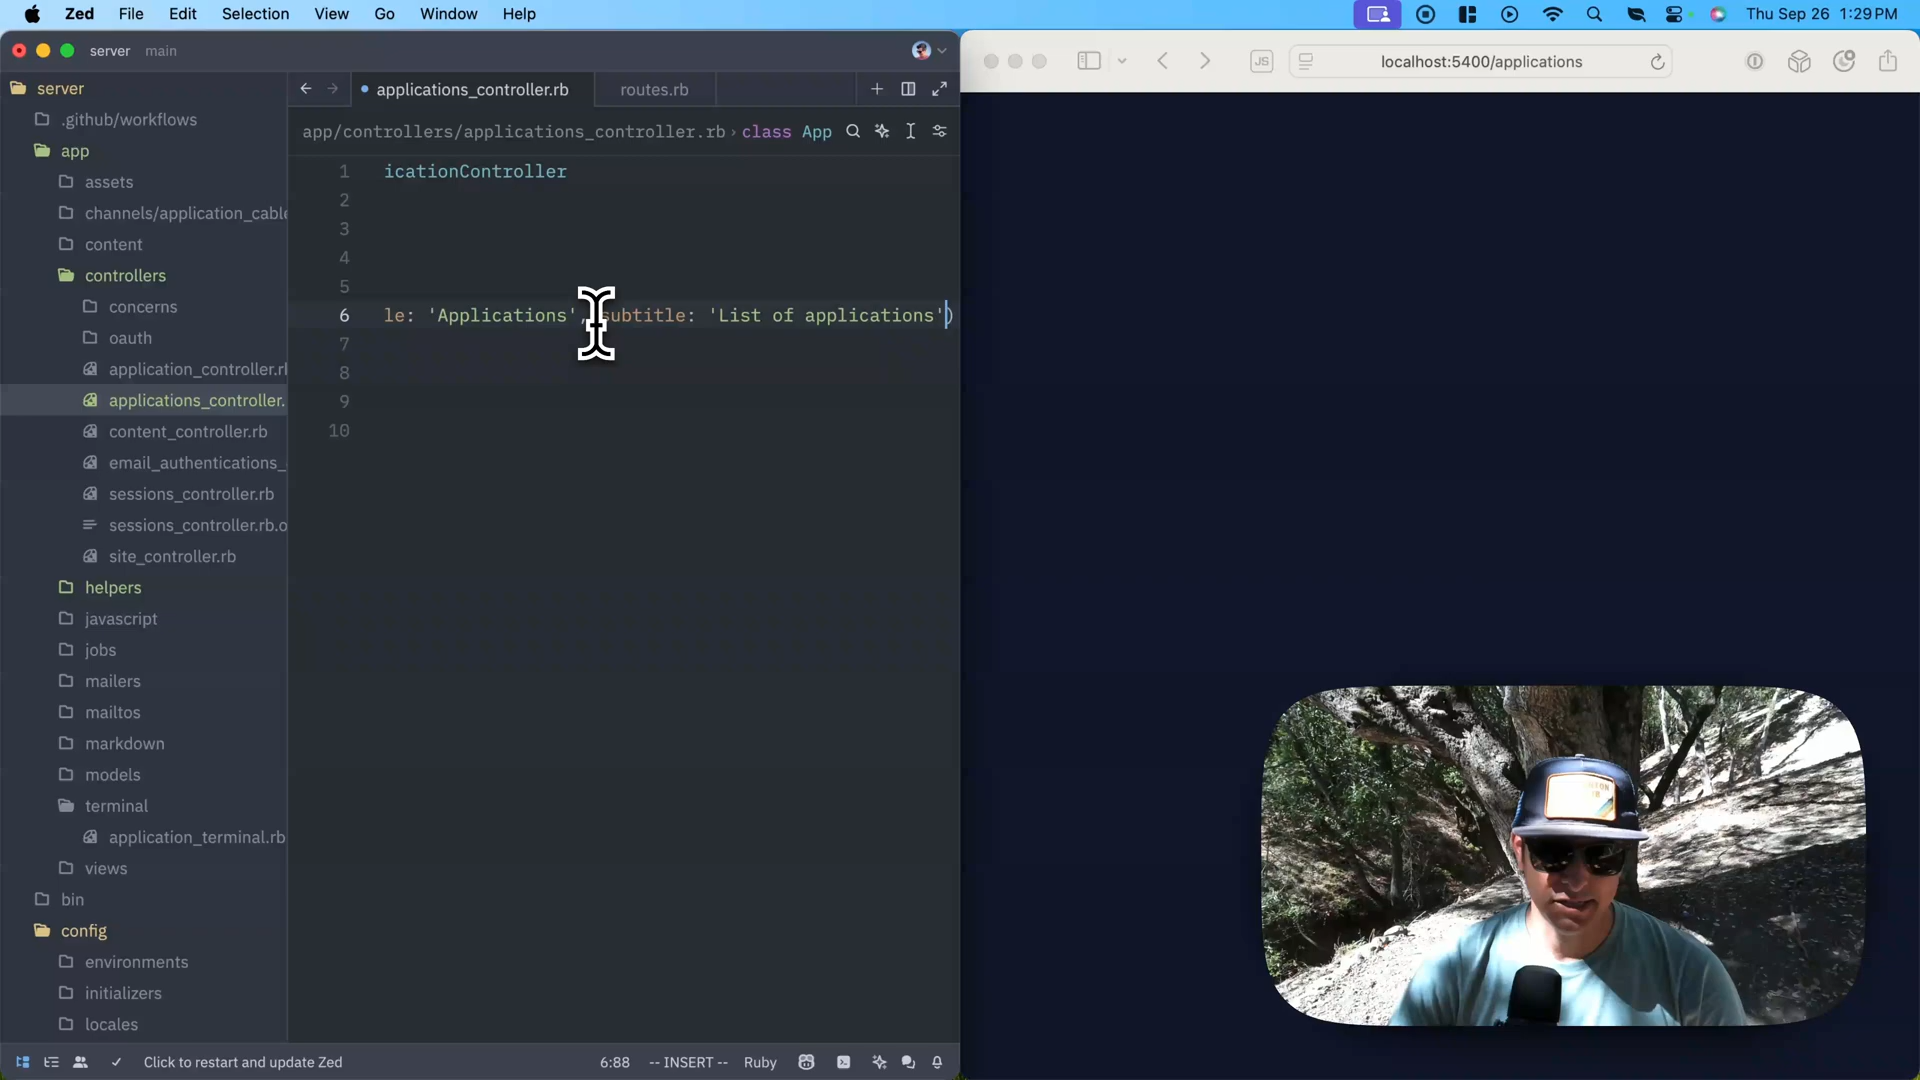 Zed File Edit Selection View Go Window Help
Thu Sep 26 1:29 PM
server main
localhost:5400/applications
JS
server
applications_controller.rb
routes.rb
.github/workflows
app/controllers/applications_controller.rb › class App
app
assets
channels/application_cable
content
controllers
concerns
oauth
application_controller.r
applications_controller.
content_controller.rb
email_authentications_
sessions_controller.rb
sessions_controller.rb.o
site_controller.rb
helpers
javascript
jobs
mailers
mailtos
markdown
models
terminal
application_terminal.rb
views
bin
config
environments
initializers
locales
1 icationController
2
3
4
5
6 le: 'Applications', subtitle: 'List of applications')
7
8
9
10
Click to restart and update Zed
6:88 -- INSERT -- Ruby